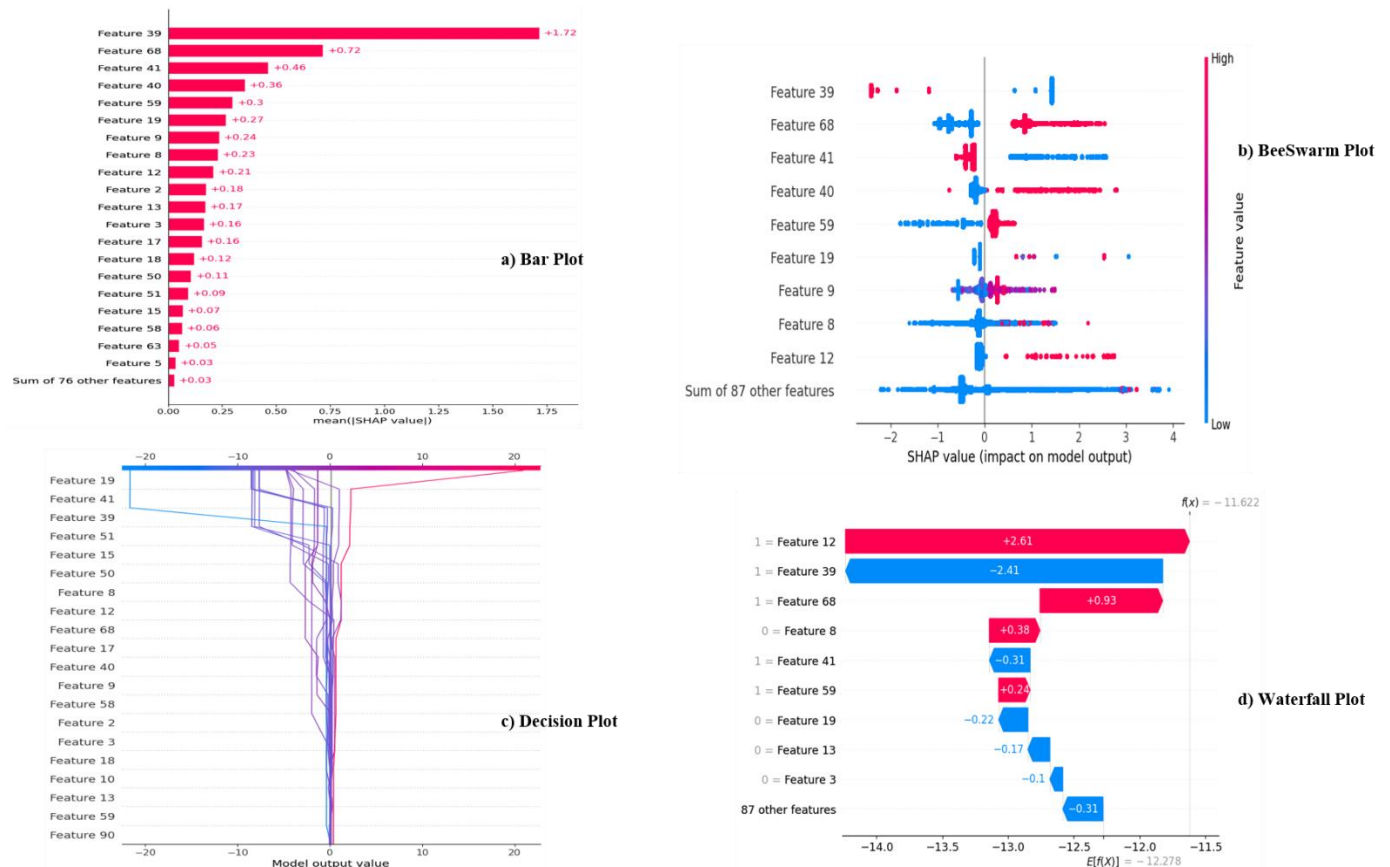 Feature 39 +1.72
Feature 68 +0.72
Feature 41 +0.46
Feature 40 +0.36
Feature 59 +0.3
Feature 19 +0.27
Feature 9 +0.24
Feature 8 +0.23
Feature 12 +0.21
Feature 2 +0.18
Feature 13 +0.17
Feature 3 +0.16
Feature 17 +0.16
Feature 18 +0.12
Feature 50 +0.11
Feature 51 +0.09
Feature 15 +0.07
Feature 58 +0.06
Feature 63 +0.05
Feature 5 +0.03
Sum of 76 other features +0.03
0.00 0.25 0.50 0.75 1.00 1.25 1.50 1.75
mean(|SHAP value|)
a) Bar Plot
High
Feature 39
Feature 68
Feature 41
Feature 40
Feature 59
Feature 19
Feature 9
Feature 8
Feature 12
Sum of 87 other features
Low
Feature value
−2 −1 0 1 2 3 4
SHAP value (impact on model output)
b) BeeSwarm Plot
−20 −10 0 10 20
Feature 19
Feature 41
Feature 39
Feature 51
Feature 15
Feature 50
Feature 8
Feature 12
Feature 68
Feature 17
Feature 40
Feature 9
Feature 58
Feature 2
Feature 3
Feature 18
Feature 10
Feature 13
Feature 59
Feature 90
−20 −10 0 10 20
Model output value
c) Decision Plot
f(x) = −11.622
1 = Feature 12 +2.61
1 = Feature 39 −2.41
1 = Feature 68 +0.93
0 = Feature 8 +0.38
1 = Feature 41 −0.31
1 = Feature 59 +0.24
0 = Feature 19 −0.22
0 = Feature 13 −0.17
0 = Feature 3 −0.1
87 other features −0.31
−14.0 −13.5 −13.0 −12.5 −12.0 −11.5
E[f(X)] = −12.278
d) Waterfall Plot